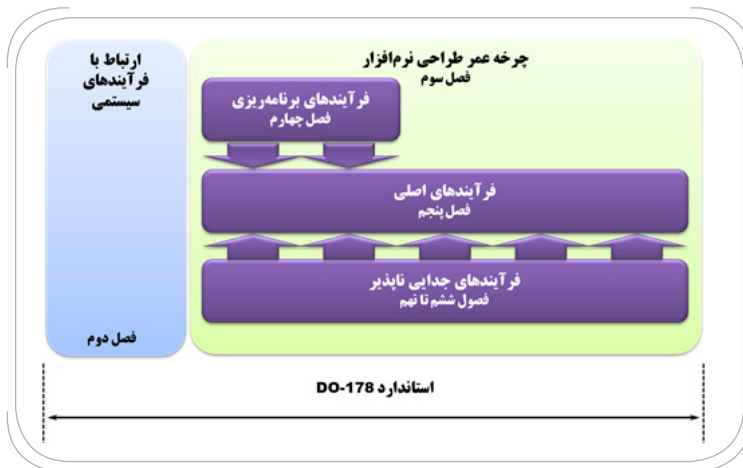 چرخه عمر طراحی نرم‌افزار
فصل سوم
ارتباط با
فرآیندهای
سیستمی
فرآیندهای برنامه‌ریزی
فصل چهارم
فرآیندهای اصلی
فصل پنجم
فرآیندهای جدایی ناپذیر
فصول ششم تا نهم
فصل دوم
استاندارد DO-178